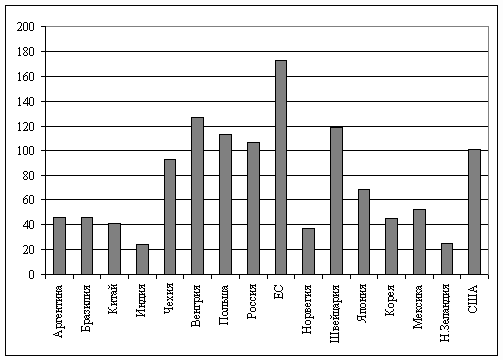 200
180
160
140
120
100
80
60
40
20
0
Аргентина
Бразилия
Китай
Индия
Чехия
Венгрия
Польша
Россия
ЕС
Норвегия
Швейцария
Япония
Корея
Мексика
Н.Зеландия
США